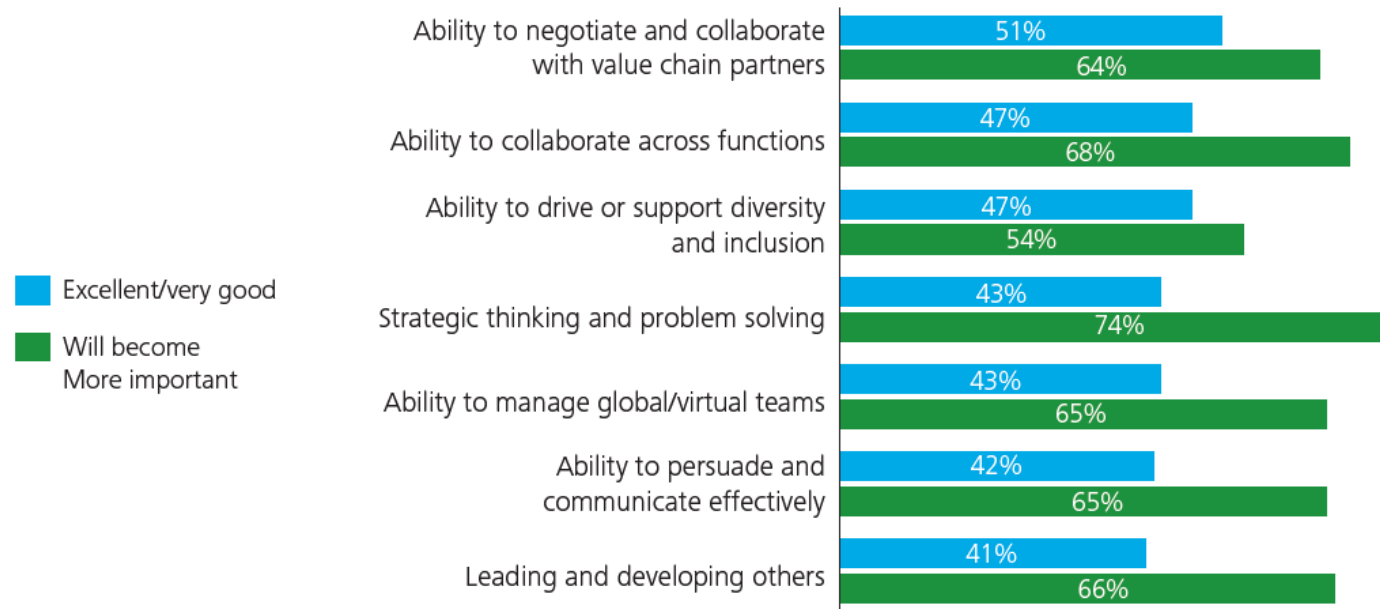 Ability to negotiate and collaborate
with value chain partners
51%
64%
Ability to collaborate across functions
47%
68%
Ability to drive or support diversity
and inclusion
47%
54%
Excellent/very good
Will become
More important
Strategic thinking and problem solving
43%
74%
Ability to manage global/virtual teams
43%
65%
Ability to persuade and
communicate effectively
42%
65%
Leading and developing others
41%
66%